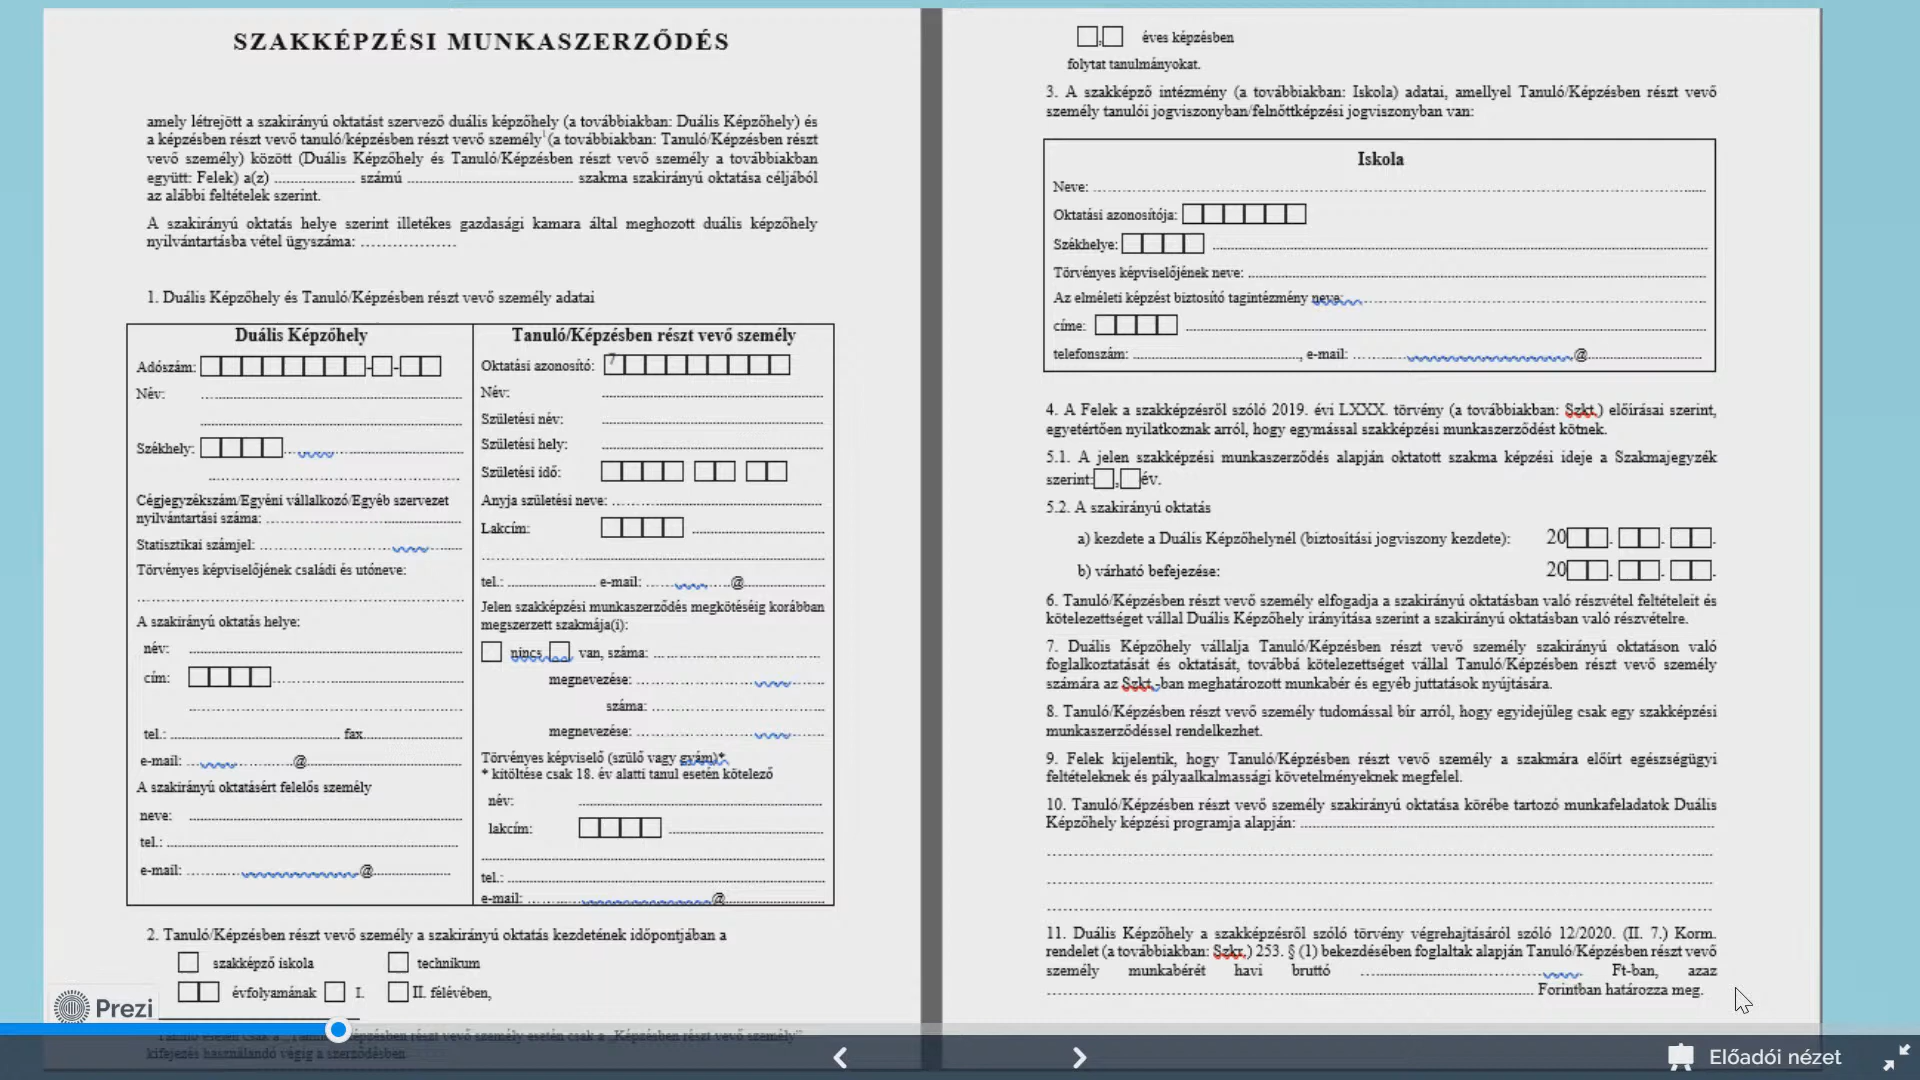 SZAKKÉPZÉSI MUNKASZERZŐDÉS
amely létrejött a szakirányú oktatást szervező duális képzőhely (a továbbiakban: Duális Képzőhely) és
a képzésben részt vevő tanuló/képzésben részt vevő személy1 (a továbbiakban: Tanuló/Képzésben részt
vevő személy) között (Duális Képzőhely és Tanuló/Képzésben részt vevő személy a továbbiakban
együtt: Felek) a(z) .................... számú .......................................... szakma szakirányú oktatása céljából
az alábbi feltételek szerint.
A szakirányú oktatás helye szerint illetékes gazdasági kamara által meghozott duális képzőhely
nyilvántartásba vétel ügyszáma: ..................
1. Duális Képzőhely és Tanuló/Képzésben részt vevő személy adatai
Duális Képzőhely
Adószám: - -
Név:
Székhely:
Cégjegyzékszám/Egyéni vállalkozó/Egyéb szervezet
nyilvántartási száma:
Statisztikai számjel:
Törvényes képviselőjének családi és utóneve:
A szakirányú oktatás helye:
név:
cím:
tel.: fax
e-mail: @
A szakirányú oktatásért felelős személy
neve:
tel.:
e-mail: @
Tanuló/Képzésben részt vevő személy
Oktatási azonosító: 7
Név:
Születési név:
Születési hely:
Születési idő:
Anyja születési neve:
Lakcím:
tel.: e-mail: @
Jelen szakképzési munkaszerződés megkötéséig korábban
megszerzett szakmája(i):
nincs van, száma:
megnevezése:
száma:
megnevezése:
Törvényes képviselő (szülő vagy gyám)*
* kitöltése csak 18. év alatti tanul esetén kötelező
név:
lakcím:
tel.:
e-mail: @
2. Tanuló/Képzésben részt vevő személy a szakirányú oktatás kezdetének időpontjában a
szakképző iskola technikum
évfolyamának I. II. félévében,
kifejezés használandó végig a szerződésben
, éves képzésben
folytat tanulmányokat.
3. A szakképző intézmény (a továbbiakban: Iskola) adatai, amellyel Tanuló/Képzésben részt vevő
személy tanulói jogviszonyban/felnőttképzési jogviszonyban van:
Iskola
Neve:
Oktatási azonosítója:
Székhelye:
Törvényes képviselőjének neve:
Az elméleti képzést biztosító tagintézmény neve:
címe:
telefonszám: , e-mail: @
4. A Felek a szakképzésről szóló 2019. évi LXXX. törvény (a továbbiakban: Szkt.) előírásai szerint,
egyetértően nyilatkoznak arról, hogy egymással szakképzési munkaszerződést kötnek.
5.1. A jelen szakképzési munkaszerződés alapján oktatott szakma képzési ideje a Szakmajegyzék
szerint: , év.
5.2. A szakirányú oktatás
a) kezdete a Duális Képzőhelynél (biztosítási jogviszony kezdete): 20 . . .
b) várható befejezése: 20 . . .
6. Tanuló/Képzésben részt vevő személy elfogadja a szakirányú oktatásban való részvétel feltételeit és
kötelezettséget vállal Duális Képzőhely irányítása szerint a szakirányú oktatásban való részvételre.
7. Duális Képzőhely vállalja Tanuló/Képzésben részt vevő személy szakirányú oktatáson való
foglalkoztatását és oktatását, továbbá kötelezettséget vállal Tanuló/Képzésben részt vevő személy
számára az Szkt.-ban meghatározott munkabér és egyéb juttatások nyújtására.
8. Tanuló/Képzésben részt vevő személy tudomással bír arról, hogy egyidejűleg csak egy szakképzési
munkaszerződéssel rendelkezhet.
9. Felek kijelentik, hogy Tanuló/Képzésben részt vevő személy a szakmára előírt egészségügyi
feltételeknek és pályaalkalmassági követelményeknek megfelel.
10. Tanuló/Képzésben részt vevő személy szakirányú oktatása körébe tartozó munkafeladatok Duális
Képzőhely képzési programja alapján:
11. Duális Képzőhely a szakképzésről szóló törvény végrehajtásáról szóló 12/2020. (II. 7.) Korm.
rendelet (a továbbiakban: Szkr.) 253. § (1) bekezdésében foglaltak alapján Tanuló/Képzésben részt vevő
személy munkabérét havi bruttó Ft-ban, azaz
Forintban határozza meg.
Prezi
Előadói nézet